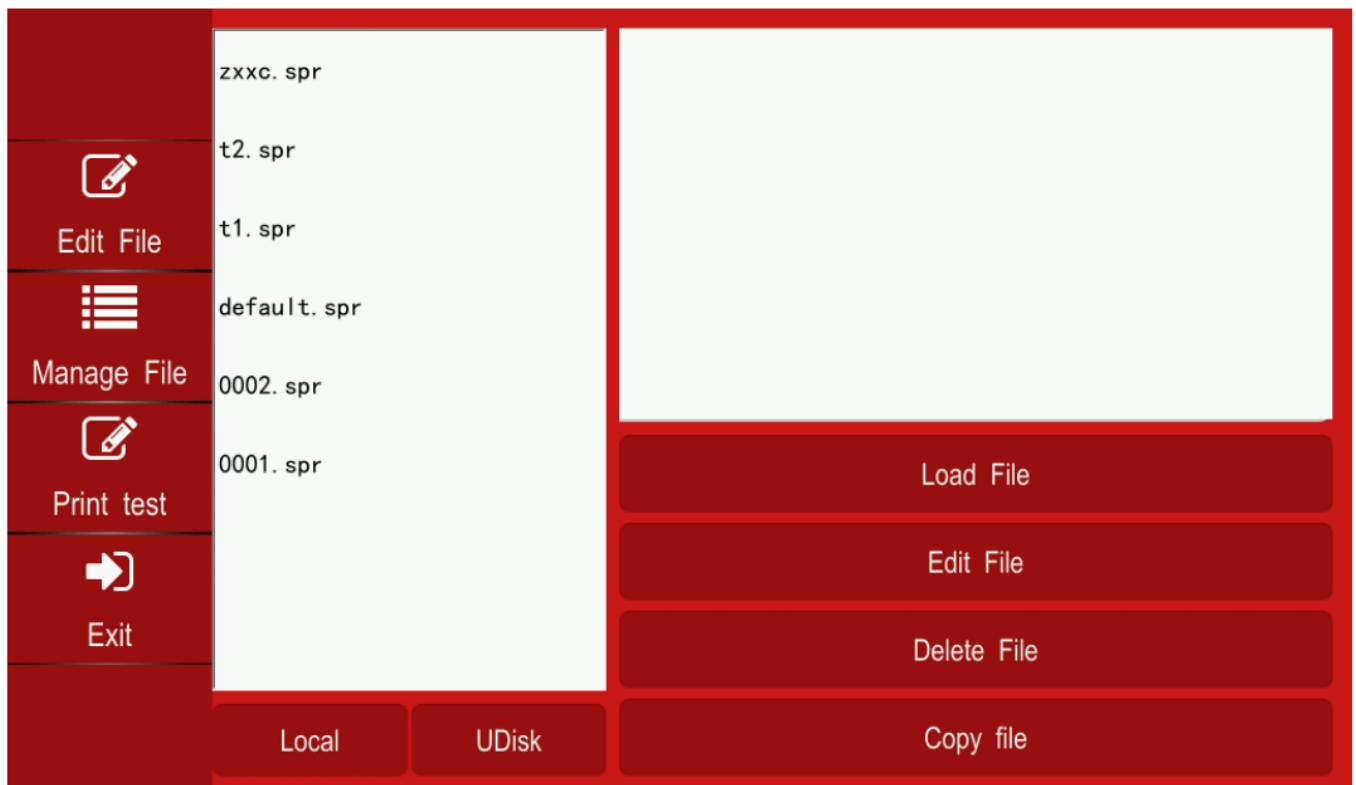 Edit File
Manage File
Print test
Exit
zxxc.spr
t2.spr
t1.spr
default.spr
0002.spr
0001.spr
Local
UDisk
Load File
Edit File
Delete File
Copy file